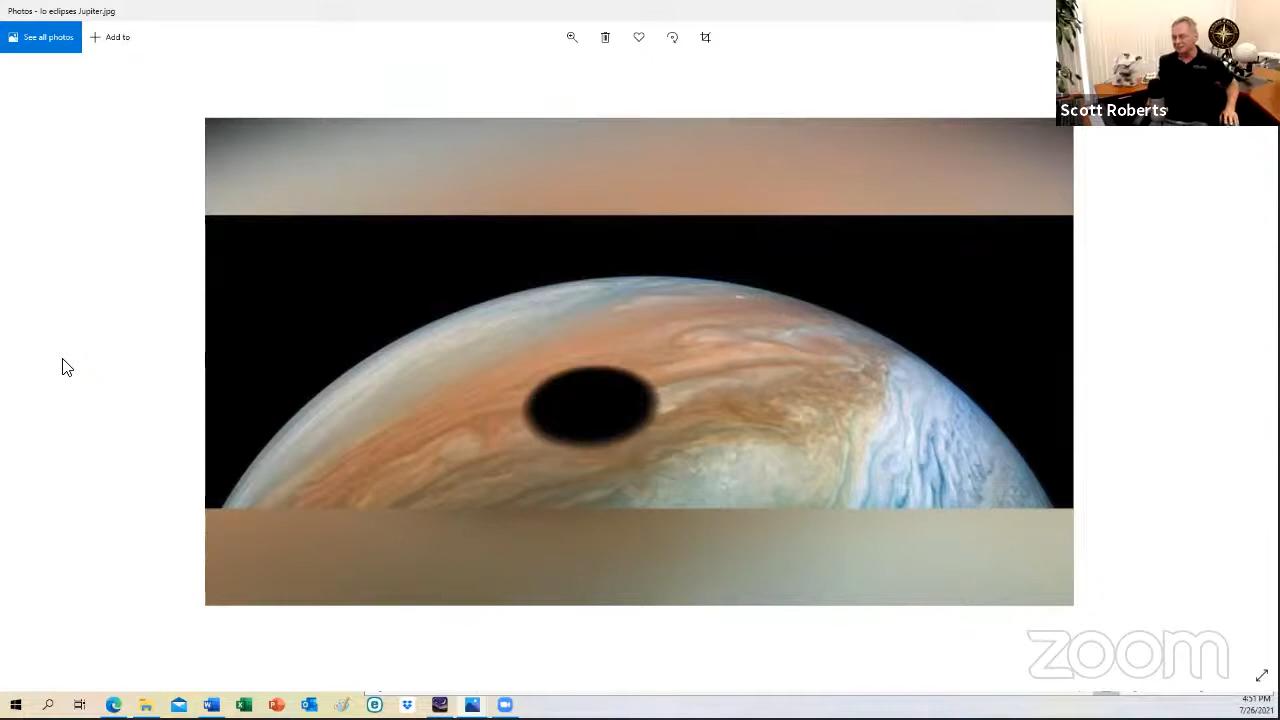 Photos - Io eclipses Jupiter.jpg
See all photos
Add to
Scott Roberts
zoom
4:51 PM
7/26/2021